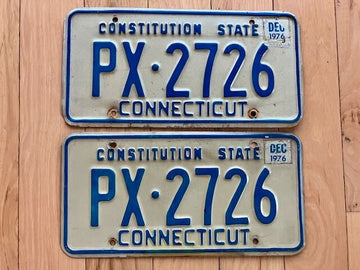 CONSTITUTION STATE DEC
1976
PX·2726
CONNECTICUT
CONSTITUTION STATE DEC
1976
PX·2726
CONNECTICUT